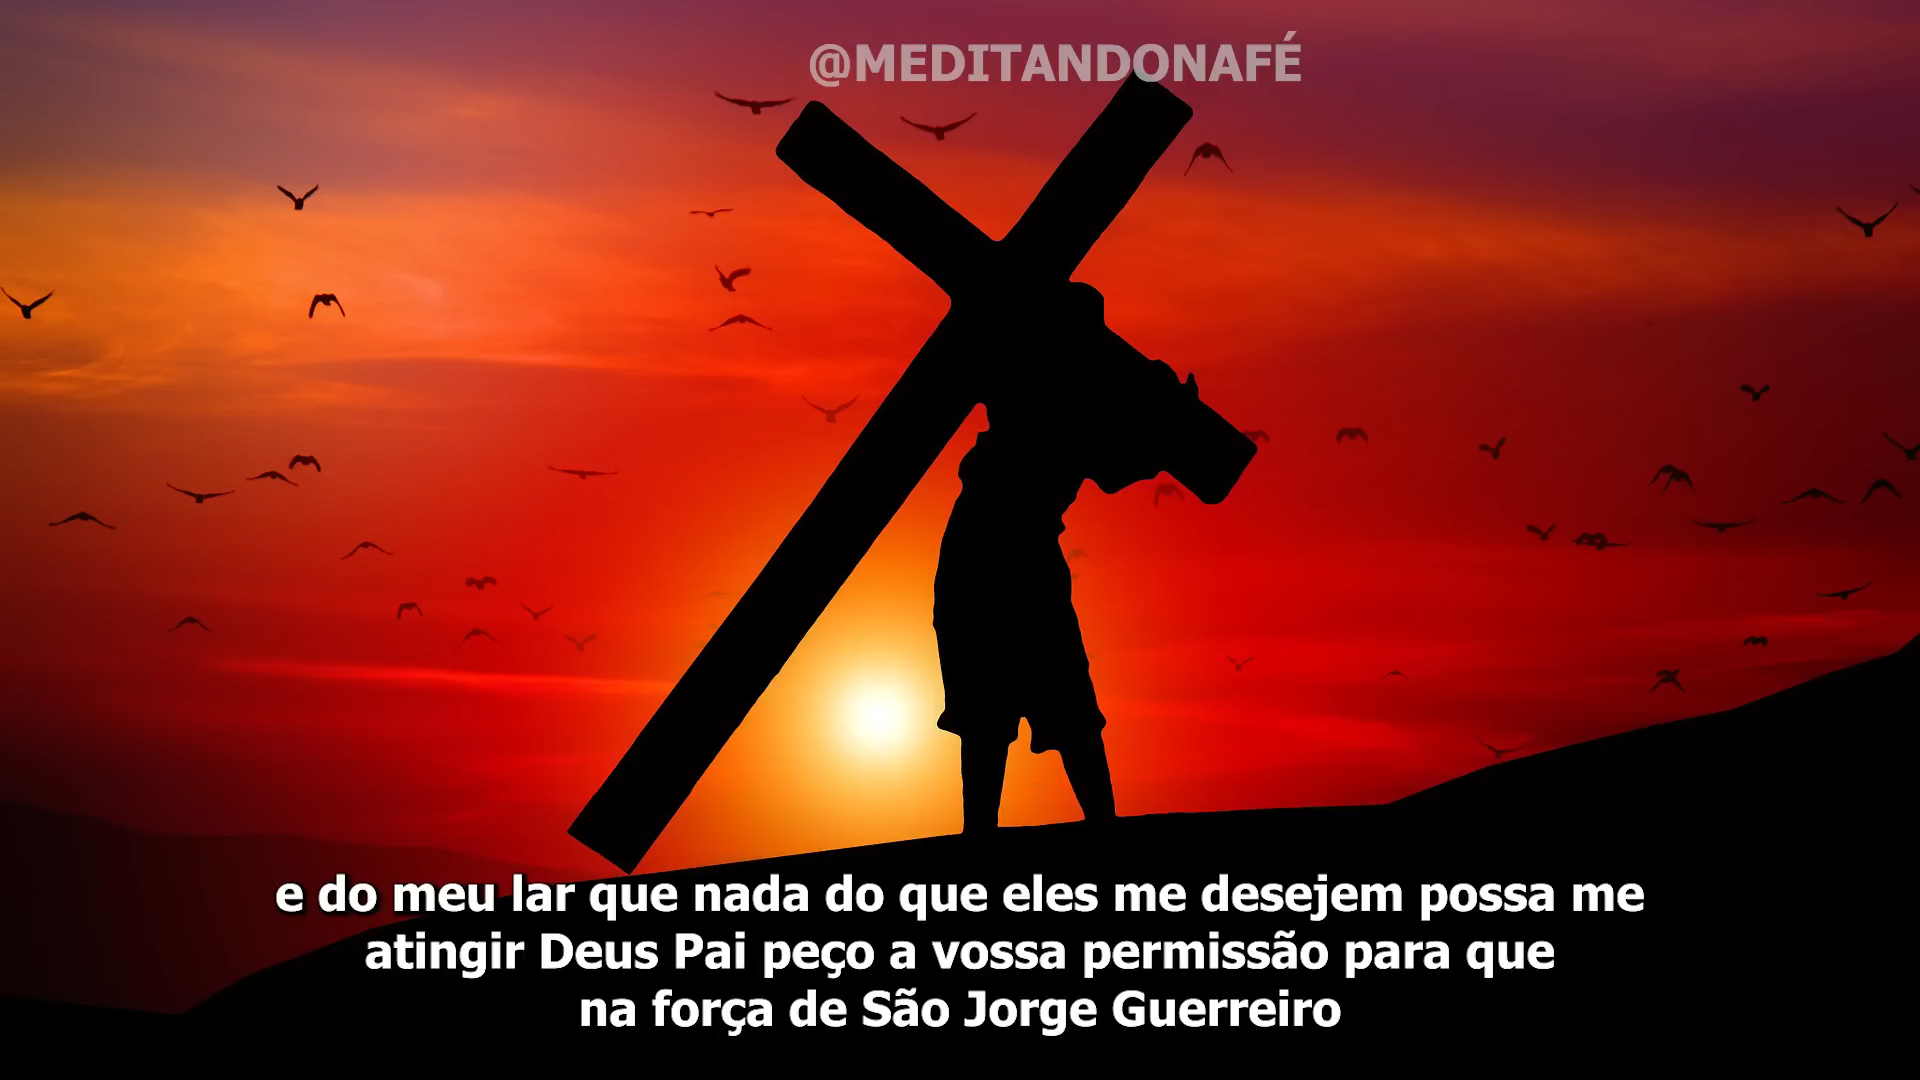 @MEDITANDONAFÉ
e do meu lar que nada do que eles me desejem possa me
atingir Deus Pai peço a vossa permissão para que
na força de São Jorge Guerreiro